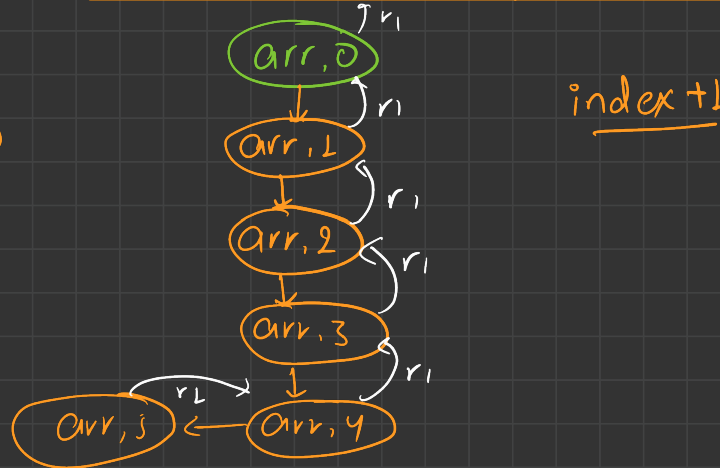 r1
arr, 0
r1
index +1
arr, 1
r1
arr, 2
r1
arr, 3
r1
r2
arr, 5
arr, 4